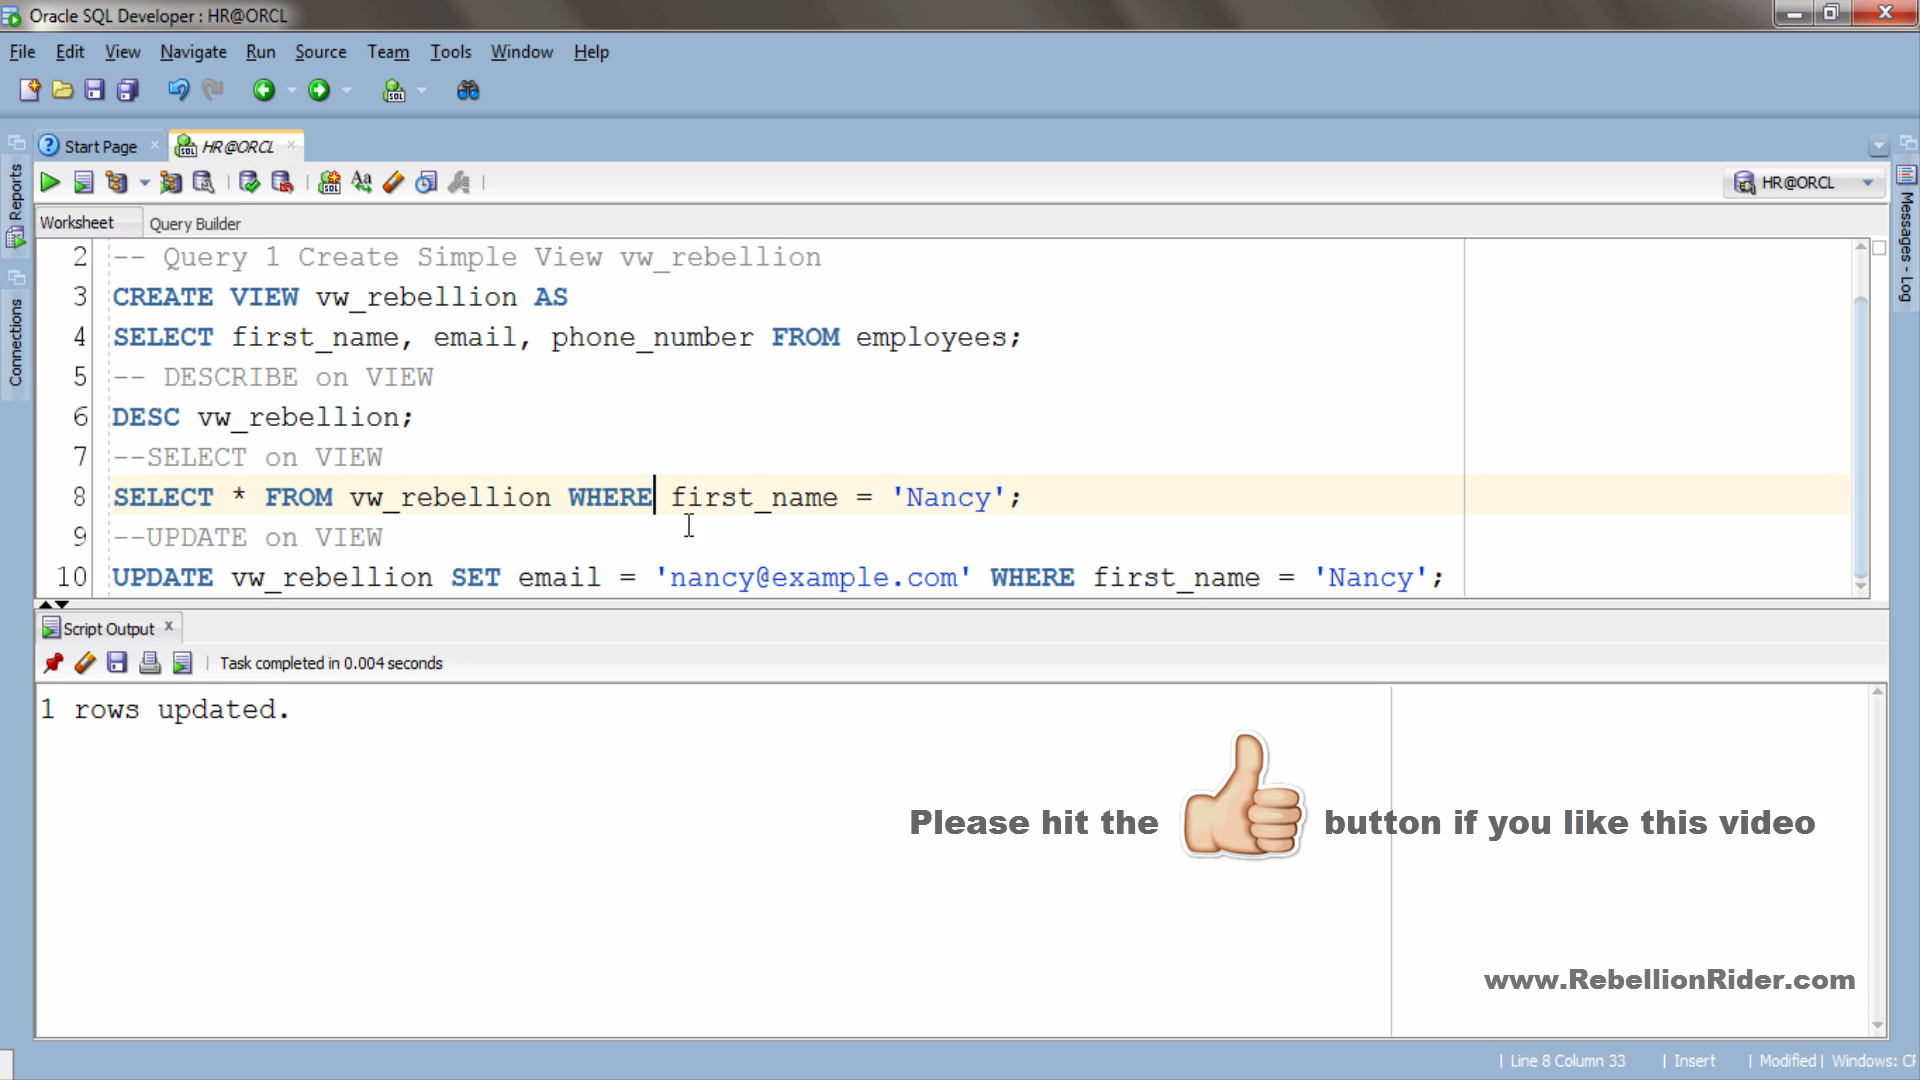 Oracle SQL Developer : HR@ORCL
File Edit View Navigate Run Source Team Tools Window Help
Start Page HR@ORCL
HR@ORCL
Reports
Connections
Messages - Log
Worksheet Query Builder
2 -- Query 1 Create Simple View vw_rebellion
3 CREATE VIEW vw_rebellion AS
4 SELECT first_name, email, phone_number FROM employees;
5 -- DESCRIBE on VIEW
6 DESC vw_rebellion;
7 --SELECT on VIEW
8 SELECT * FROM vw_rebellion WHERE first_name = 'Nancy';
9 --UPDATE on VIEW
10 UPDATE vw_rebellion SET email = 'nancy@example.com' WHERE first_name = 'Nancy';
Script Output x
Task completed in 0.004 seconds
1 rows updated.
Please hit the button if you like this video
www.RebellionRider.com
| Line 8 Column 33 | Insert | Modified | Windows: CF